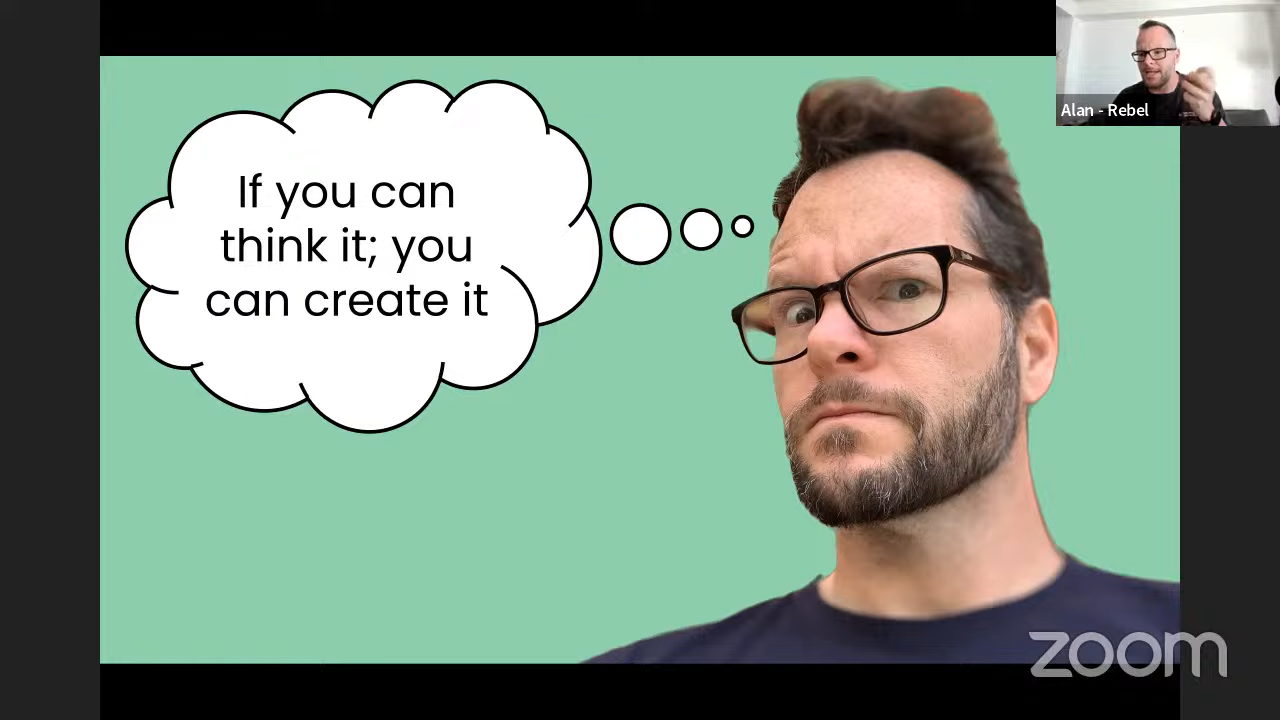 If you can
think it; you
can create it
Alan - Rebel
zoom